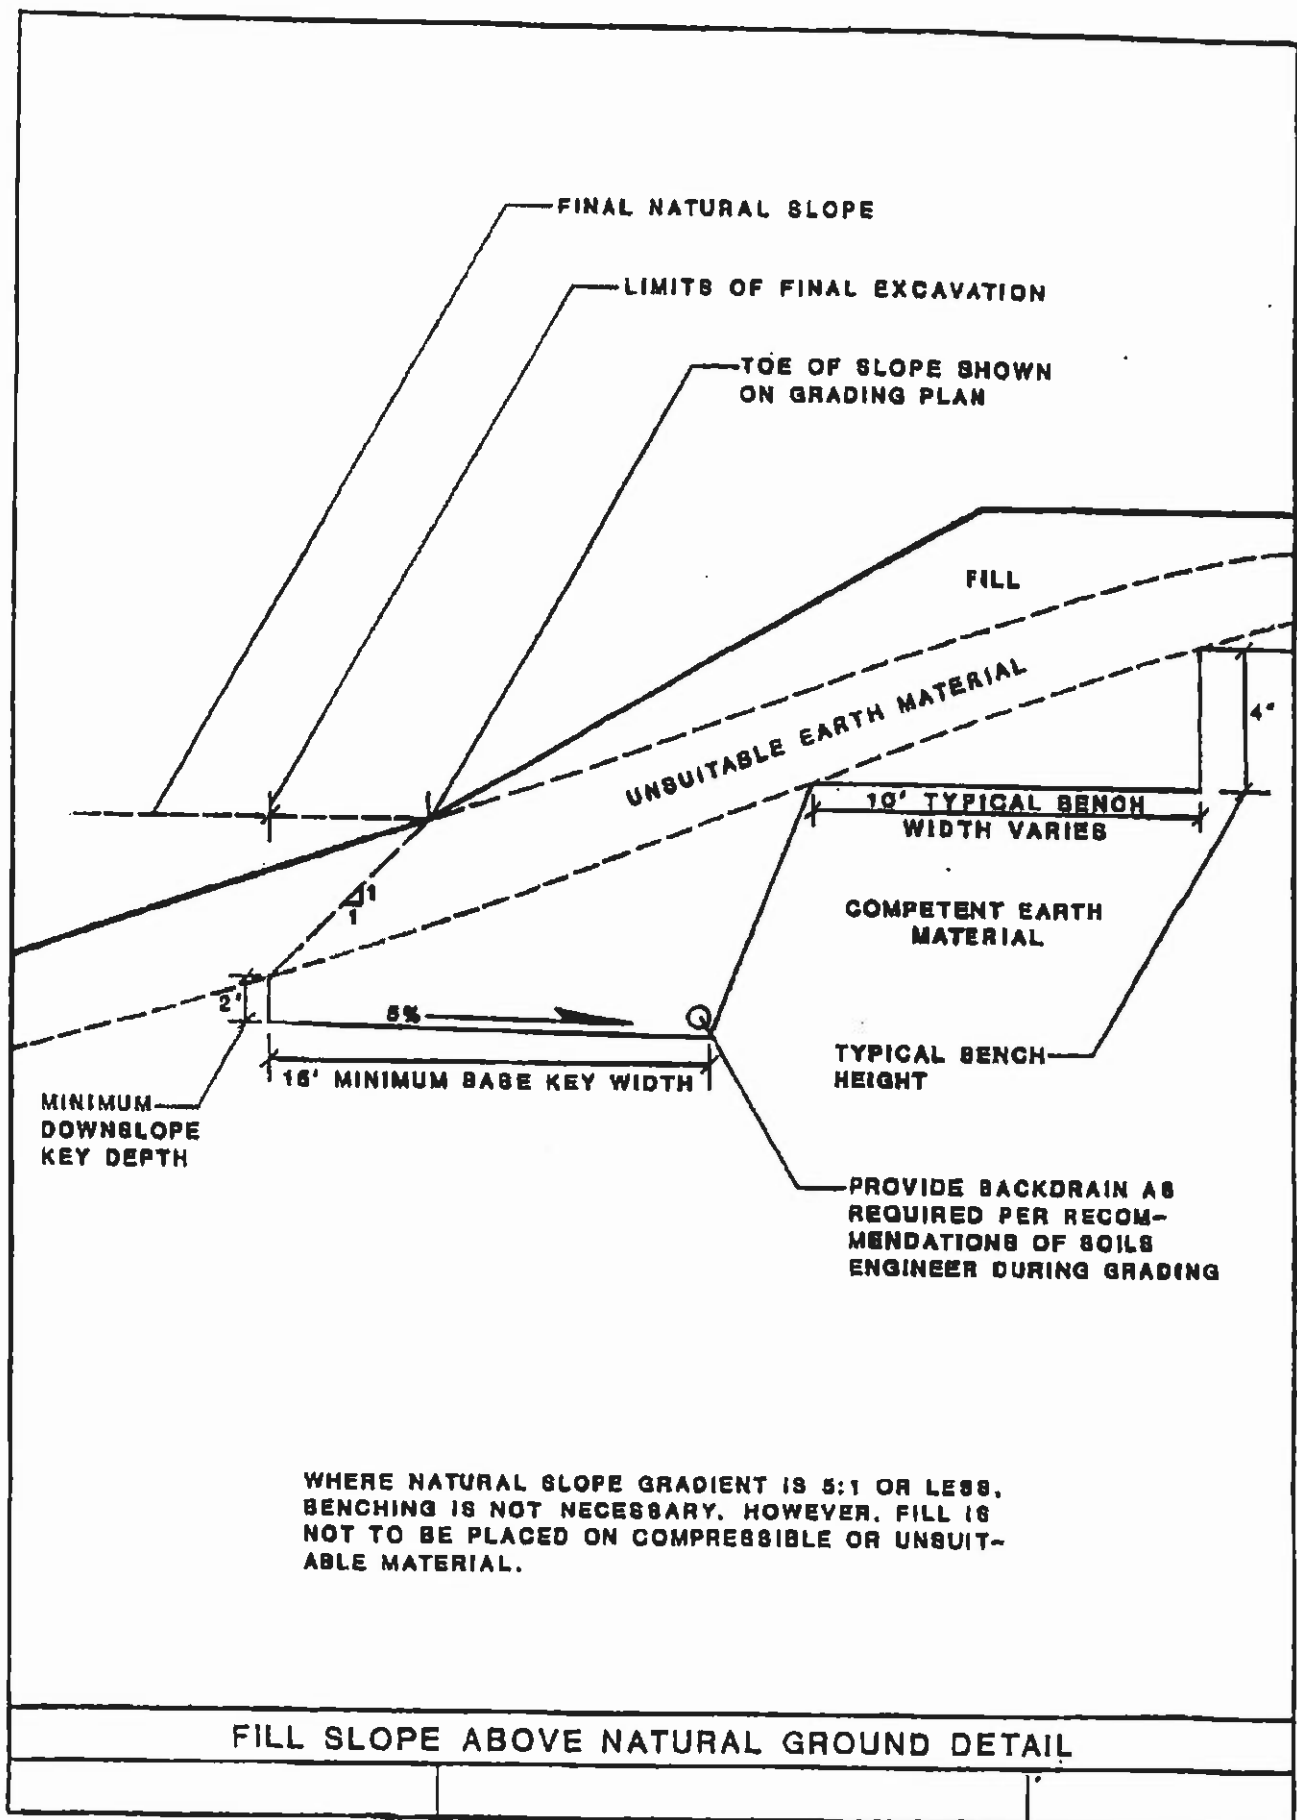 FINAL NATURAL SLOPE
LIMITS OF FINAL EXCAVATION
TOE OF SLOPE SHOWN
ON GRADING PLAN
FILL
UNSUITABLE EARTH MATERIAL
4'
10' TYPICAL BENCH
WIDTH VARIES
1
1
COMPETENT EARTH
MATERIAL
2'
5%
15' MINIMUM BASE KEY WIDTH
TYPICAL BENCH
HEIGHT
MINIMUM
DOWNSLOPE
KEY DEPTH
PROVIDE BACKDRAIN AS
REQUIRED PER RECOM-
MENDATIONS OF SOILS
ENGINEER DURING GRADING
WHERE NATURAL SLOPE GRADIENT IS 5:1 OR LESS,
BENCHING IS NOT NECESSARY. HOWEVER, FILL IS
NOT TO BE PLACED ON COMPRESSIBLE OR UNSUIT-
ABLE MATERIAL.
FILL SLOPE ABOVE NATURAL GROUND DETAIL